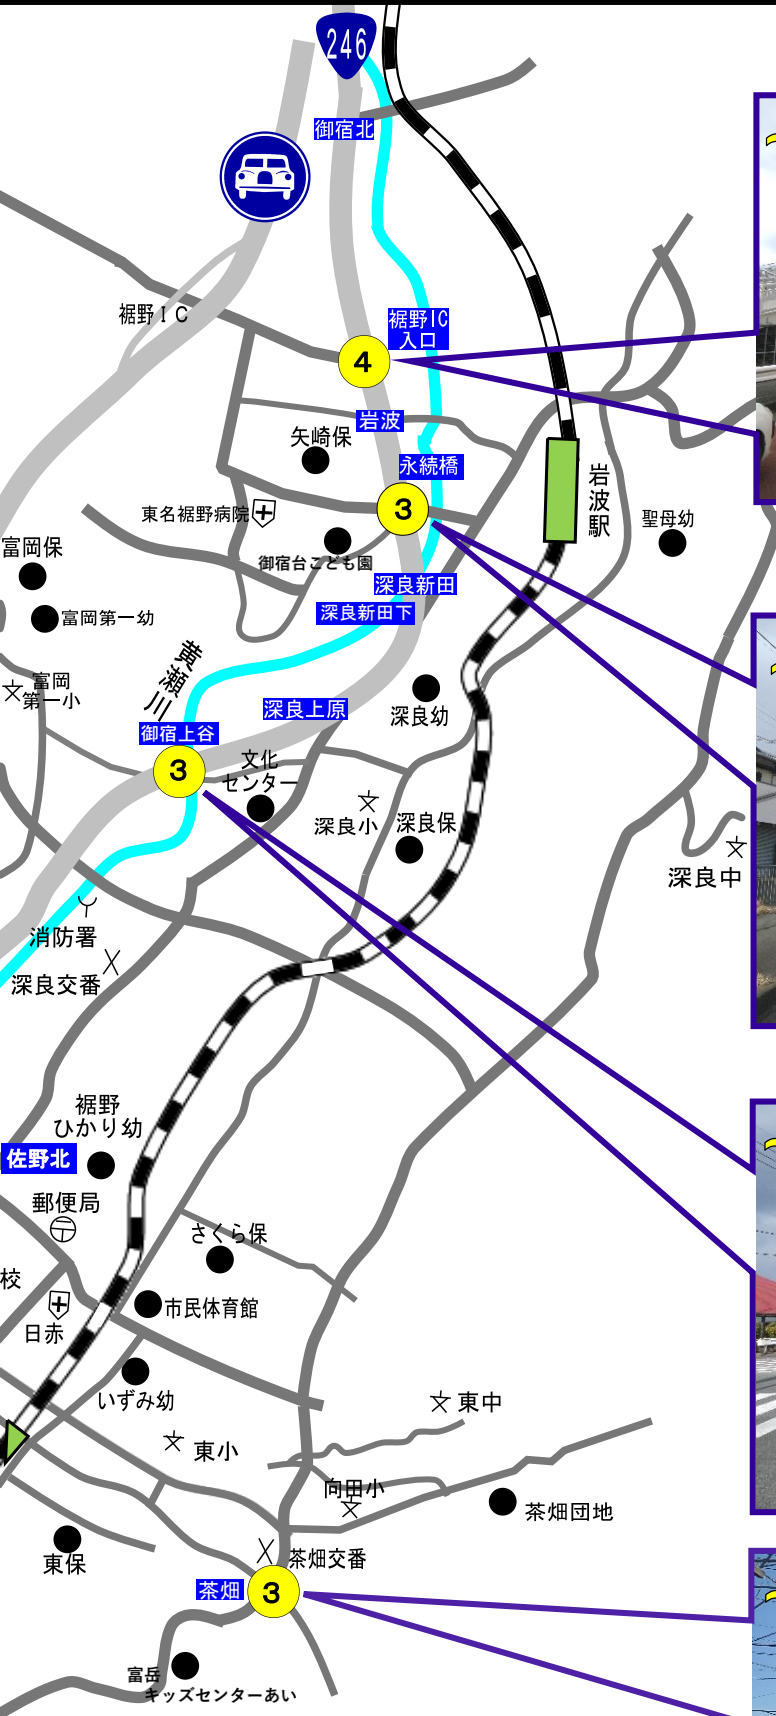 246
御宿北
裾野ＩＣ
裾野IC
入口
4
岩波
矢崎保
永続橋
東名裾野病院
3
岩波駅
聖母幼
富岡保
御宿台こども園
深良新田
深良新田下
富岡第一幼
黄瀬川
富岡
第一小
深良幼
深良上原
御宿上谷
3
文化
センター
深良小
深良保
深良中
消防署
深良交番
裾野
ひかり幼
佐野北
郵便局
さくら保
校
市民体育館
日赤
いずみ幼
東中
東小
向田小
茶畑団地
東保
茶畑交番
茶畑
3
富岳
キッズセンターあい